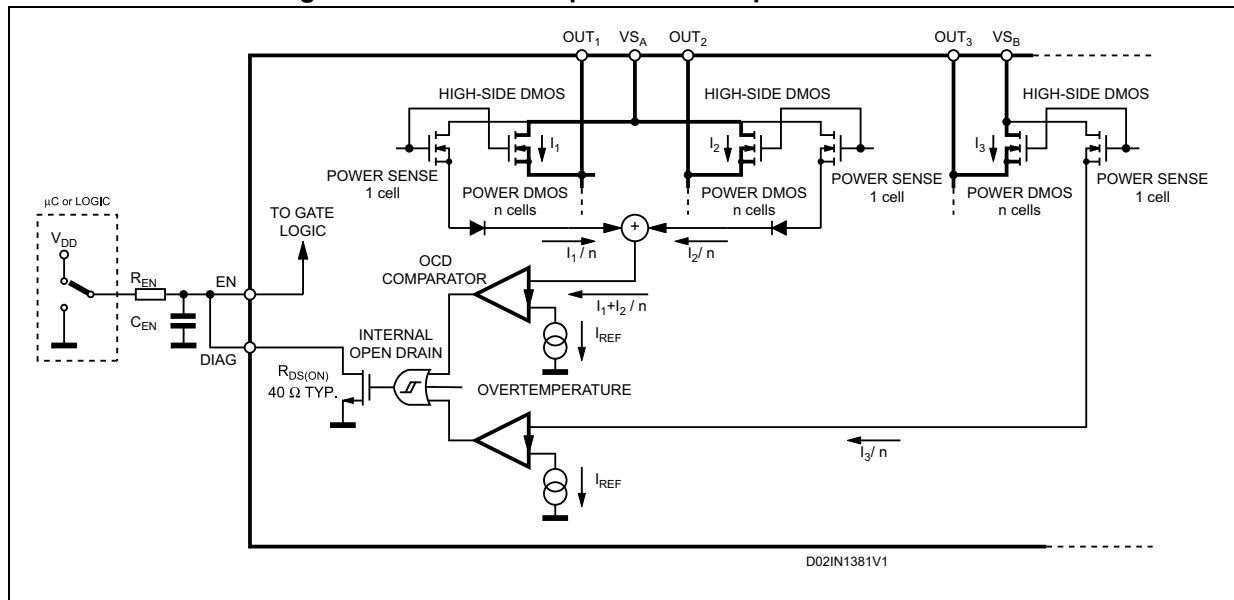 OUT1 VSA OUT2 OUT3 VSB
HIGH-SIDE DMOS
HIGH-SIDE DMOS
HIGH-SIDE DMOS
I1
I2
I3
POWER SENSE
1 cell
POWER DMOS
n cells
POWER DMOS
n cells
POWER SENSE
1 cell
POWER DMOS
n cells
POWER SENSE
1 cell
μC or LOGIC
VDD
TO GATE
LOGIC
+
I1/ n
I2/ n
OCD
COMPARATOR
REN
EN
I1+I2 / n
CEN
IREF
INTERNAL
OPEN DRAIN
DIAG
RDS(ON)
40 Ω TYP.
OVERTEMPERATURE
I3/ n
IREF
D02IN1381V1